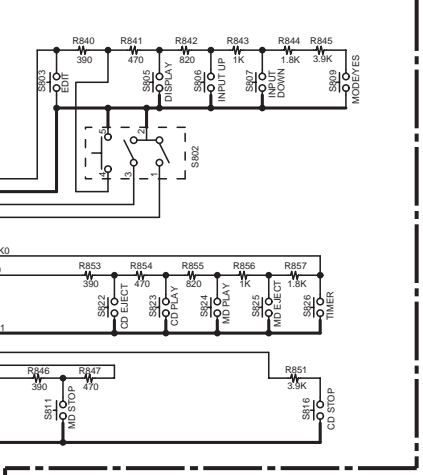 R840 R841 R842 R843 R844 R845
390 470 820 1K 1.8K 3.9K
S803 EDIT
S805 DISPLAY
S806 INPUT UP
S807 INPUT DOWN
S809 MODE/YES
5 2
4 3 1
S802
K0
R853 R854 R855 R856 R857
390 470 820 1K 1.8K
S822 CD EJECT
S823 CD PLAY
S824 MD PLAY
S825 MD EJECT
S826 TIMER
1
R846 R847 R851
390 470 3.9K
S811 MD STOP
S816 CD STOP